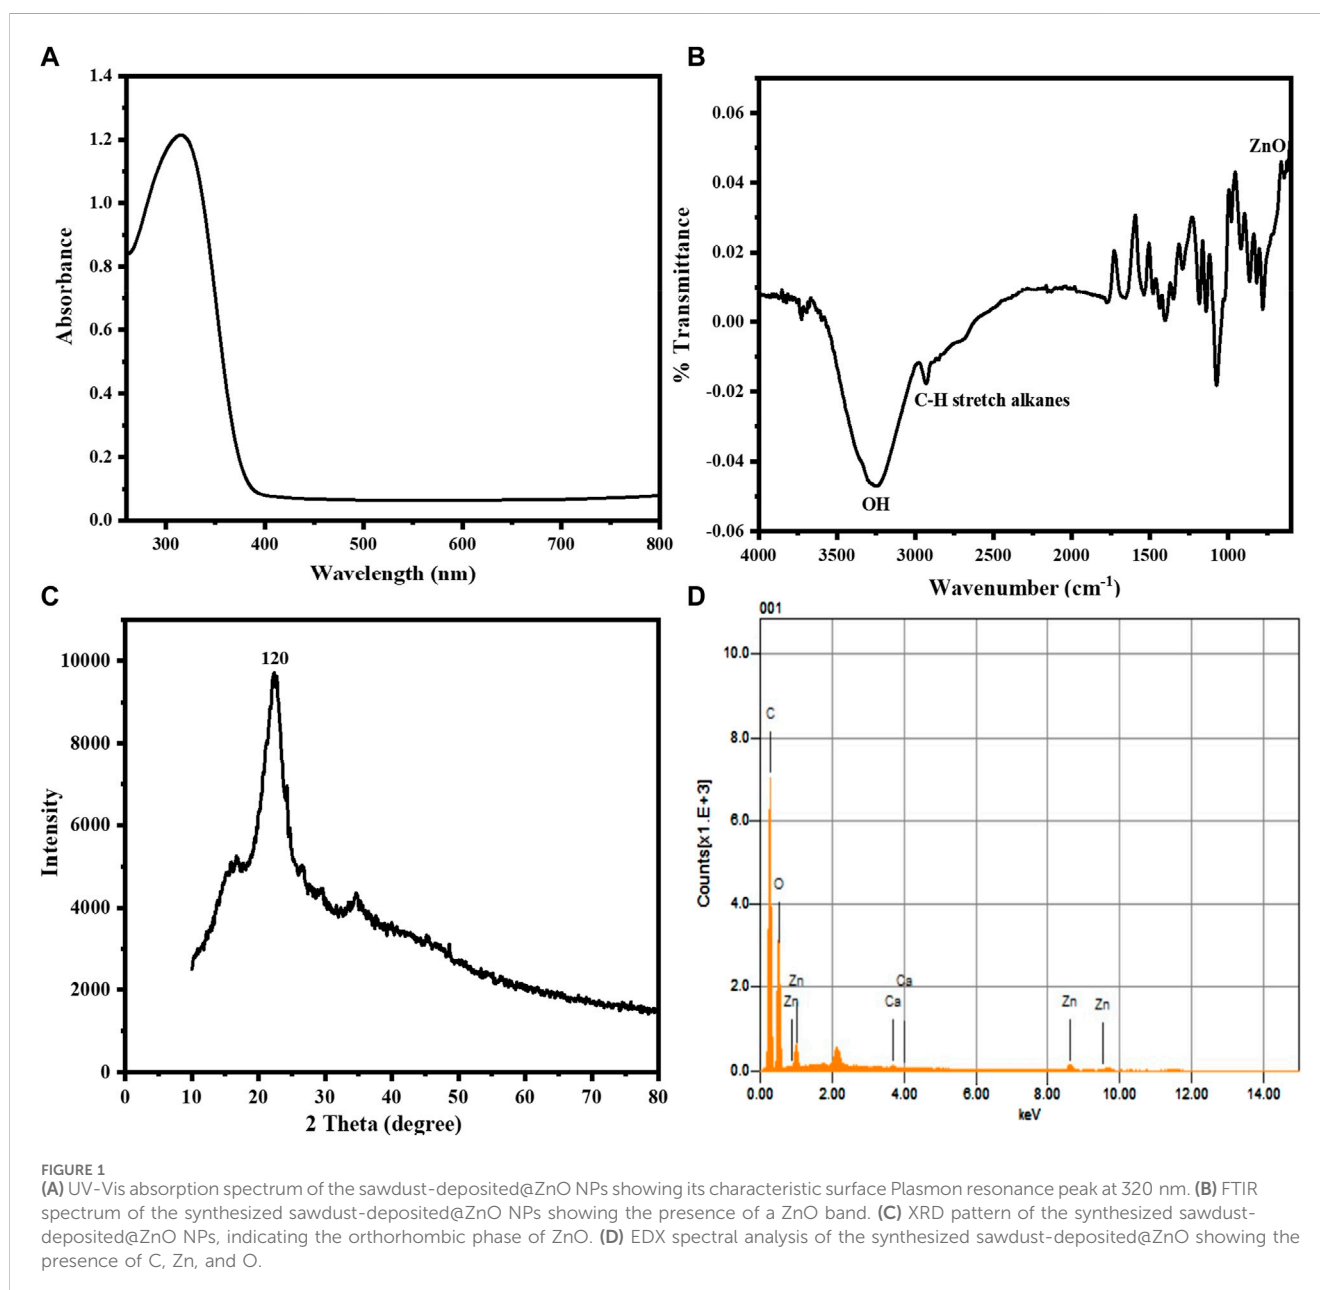 A
1.4
1.2
1.0
0.8
0.6
0.4
0.2
0.0
Absorbance
300 400 500 600 700 800
Wavelength (nm)
B
0.06
0.04
0.02
0.00
-0.02
-0.04
-0.06
% Transmittance
ZnO
C-H stretch alkanes
OH
4000 3500 3000 2500 2000 1500 1000
Wavenumber (cm⁻¹)
C
10000
8000
6000
4000
2000
0
Intensity
120
0 10 20 30 40 50 60 70 80
2 Theta (degree)
D
001
10.0
8.0
6.0
4.0
2.0
0.0
Counts[x1.E+3]
C
O
Zn
Zn
Ca
Ca
Zn
Zn
0.00 2.00 4.00 6.00 8.00 10.00 12.00 14.00
keV
FIGURE 1
(A) UV-Vis absorption spectrum of the sawdust-deposited@ZnO NPs showing its characteristic surface Plasmon resonance peak at 320 nm. (B) FTIR
spectrum of the synthesized sawdust-deposited@ZnO NPs showing the presence of a ZnO band. (C) XRD pattern of the synthesized sawdust-
deposited@ZnO NPs, indicating the orthorhombic phase of ZnO. (D) EDX spectral analysis of the synthesized sawdust-deposited@ZnO showing the
presence of C, Zn, and O.